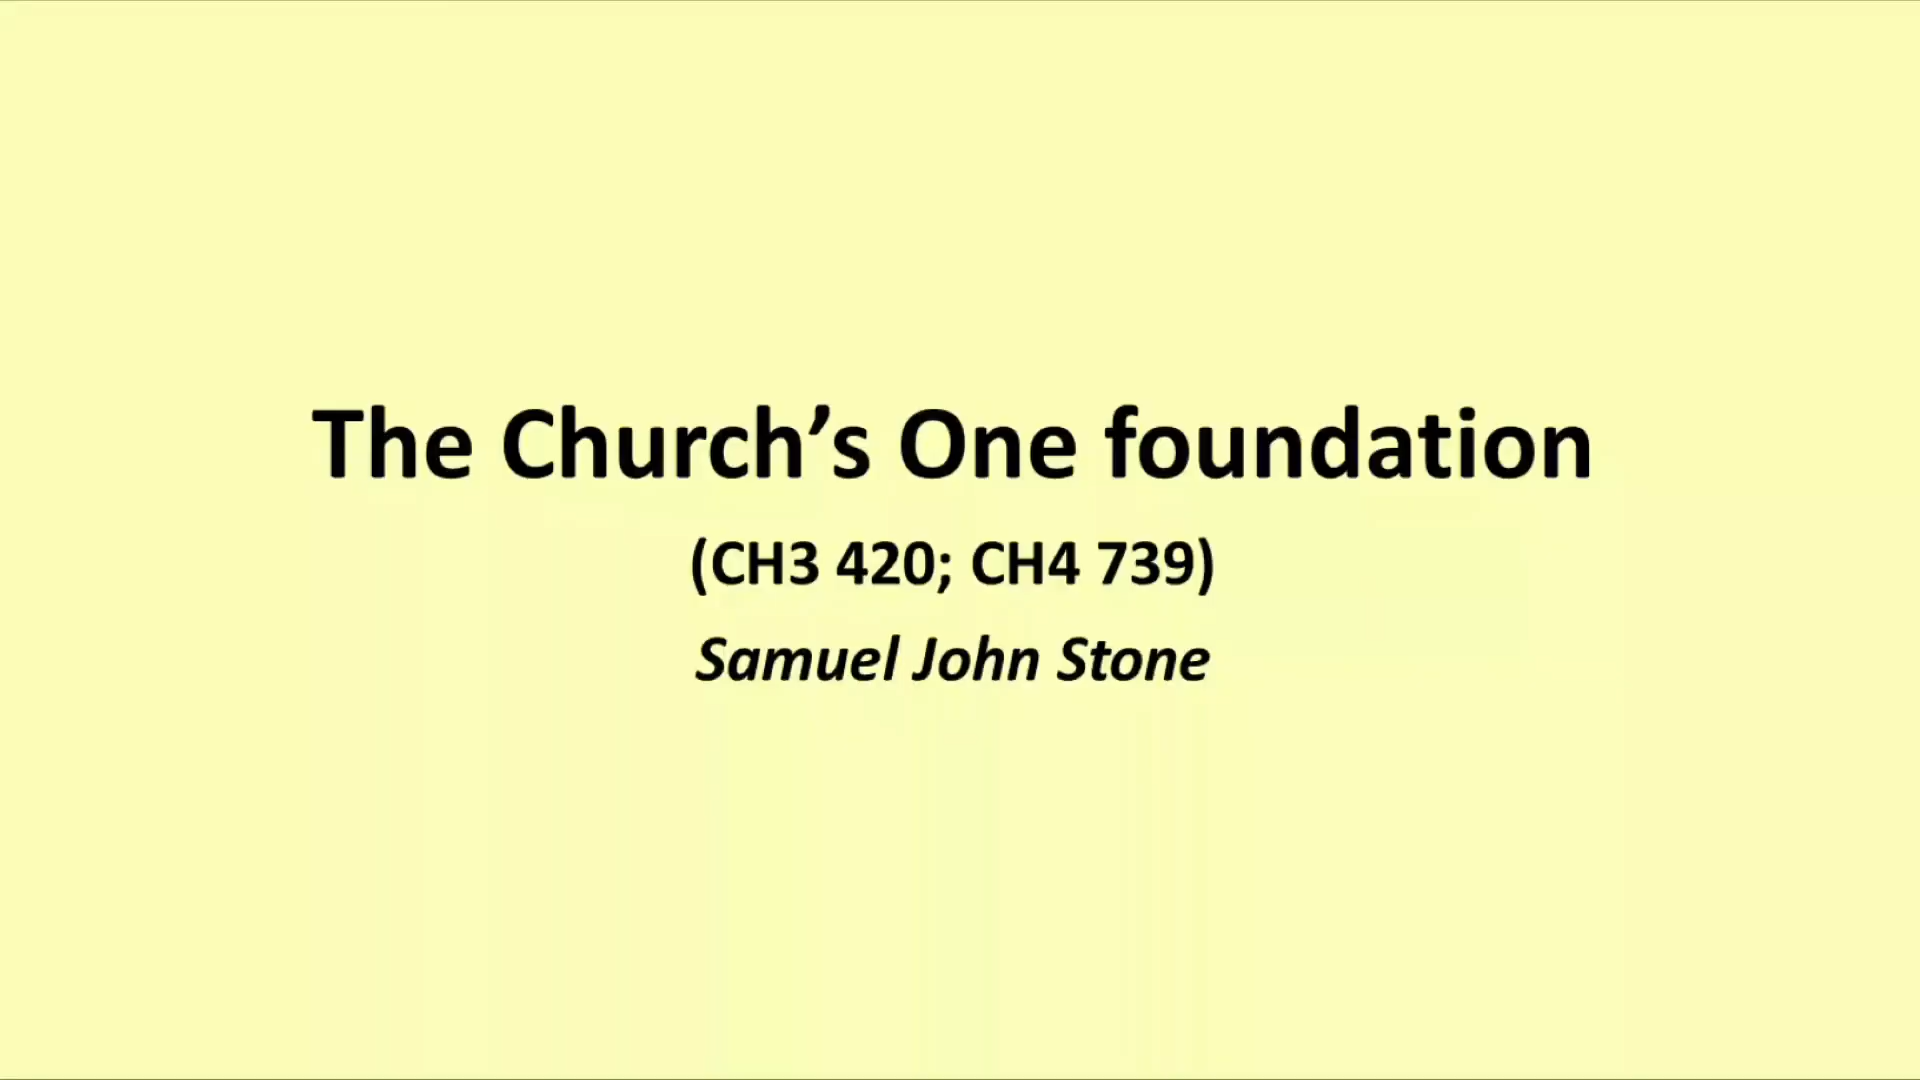 The Church’s One foundation
(CH3 420; CH4 739)
Samuel John Stone